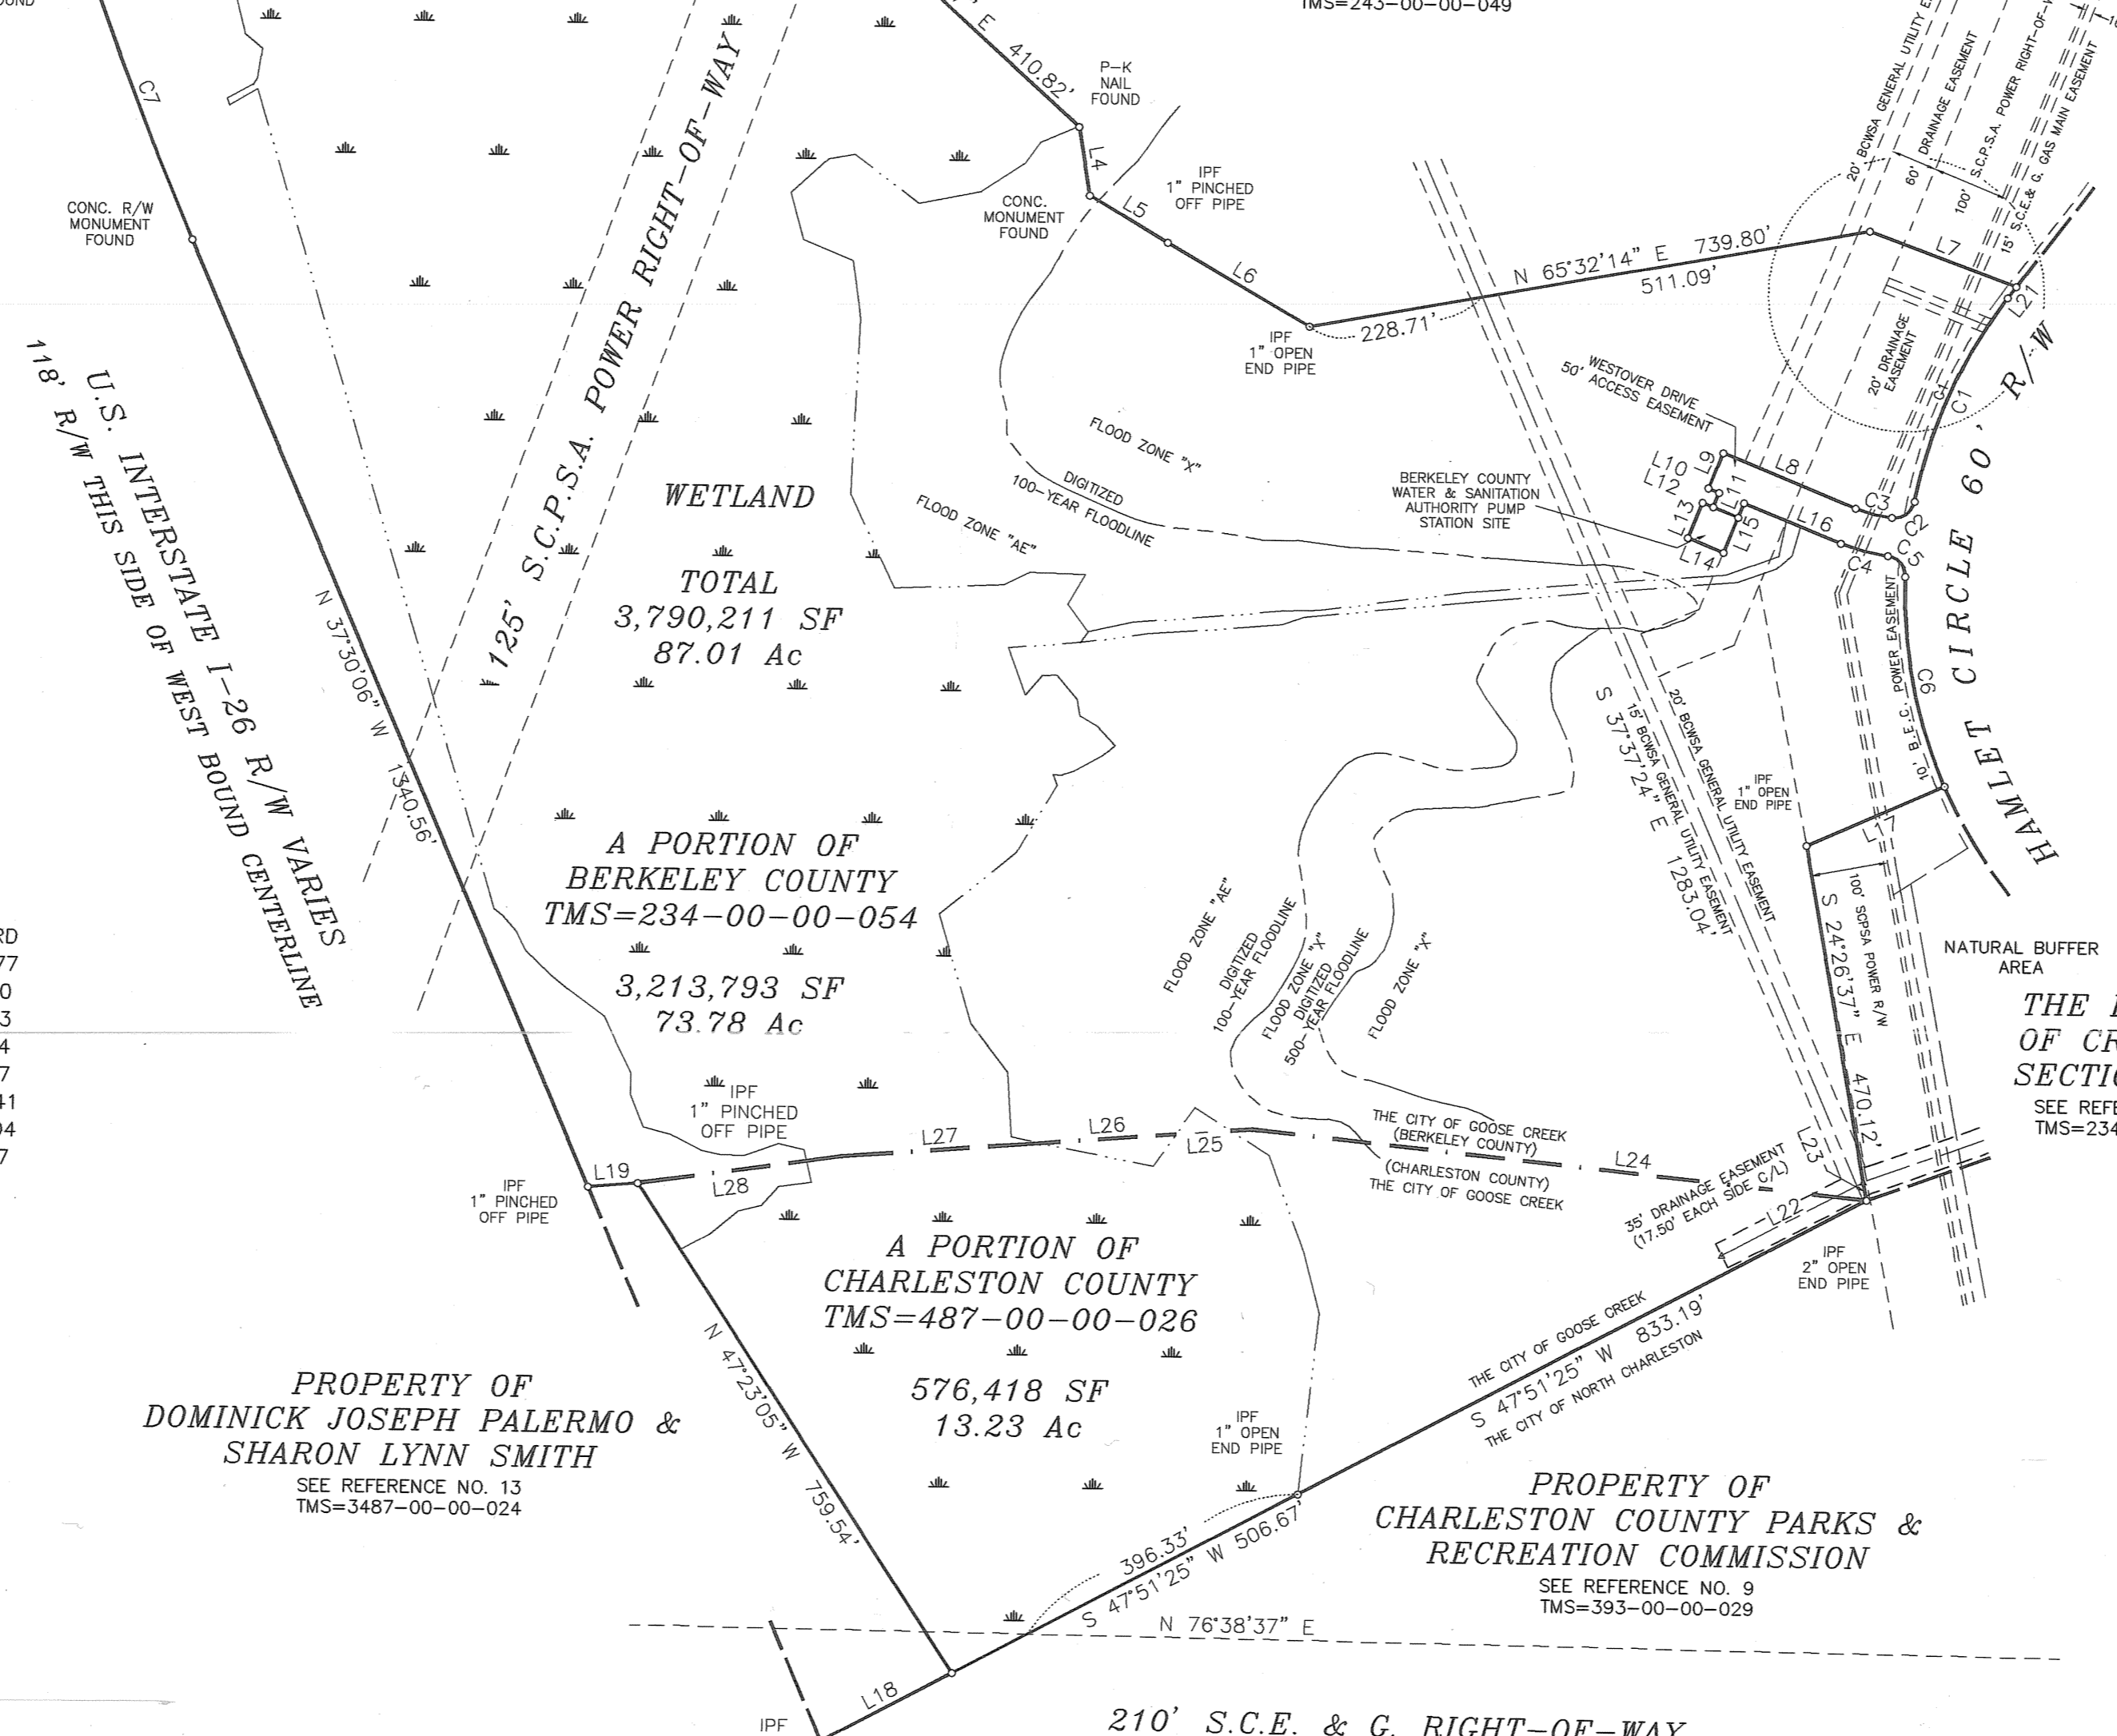 TMS=243-00-00-049
E 410.82'
P-K
NAIL
FOUND
C7
L4
IPF
1" PINCHED
OFF PIPE
CONC.
MONUMENT
FOUND
L5
L6
CONC. R/W
MONUMENT
FOUND
125' S.C.P.S.A. POWER RIGHT-OF-WAY
N 65°32'14" E 739.80'
511.09'
228.71'
IPF
1" OPEN
END PIPE
DRAINAGE EASEMENT
20' BCWSA GENERAL UTILITY
S.C.P.S.A. POWER RIGHT-OF-W
15' S.C.E.& G. GAS MAIN EASEMENT
60'
100'
L7
L21
20' DRAINAGE
EASEMENT
C1
WESTOVER DRIVE
50' ACCESS EASEMENT
HAMLET CIRCLE 60' R/W
U.S. INTERSTATE I-26 R/W VARIES
118' R/W THIS SIDE OF WEST BOUND CENTERLINE
FLOOD ZONE "X"
DIGITIZED
100-YEAR FLOODLINE
FLOOD ZONE "AE"
BERKELEY COUNTY
WATER & SANITATION
AUTHORITY PUMP
STATION SITE
L9
L10
L12
L8
L11
L13
L14
L15
L16
C3
C2
C4
C5
C6
WETLAND
TOTAL
3,790,211 SF
87.01 Ac
N 37°30'06" W
1340.56'
10' B.E.C. POWER EASEMENT
S 37°37'24" E
1283.04'
15' BCWSA GENERAL UTILITY EASEMENT
20' BCWSA GENERAL UTILITY EASEMENT
IPF
1" OPEN
END PIPE
L17
A PORTION OF
BERKELEY COUNTY
TMS=234-00-00-054
3,213,793 SF
73.78 Ac
FLOOD ZONE "AE"
DIGITIZED
100-YEAR FLOODLINE
FLOOD ZONE "X"
DIGITIZED
500-YEAR FLOODLINE
FLOOD ZONE "X"
100' SCPSA POWER R/W
S 24°26'37" E 470.12'
NATURAL BUFFER
AREA
THE
OF CR
SECTIO
SEE REFE
TMS=234
RD
77
0
3
4
7
41
94
7
IPF
1" PINCHED
OFF PIPE
L27
L26
L25
THE CITY OF GOOSE CREEK
(BERKELEY COUNTY)
(CHARLESTON COUNTY)
THE CITY OF GOOSE CREEK
L24
L23
L22
35' DRAINAGE EASEMENT
(17.50' EACH SIDE C/L)
L19
L28
IPF
1" PINCHED
OFF PIPE
IPF
2" OPEN
END PIPE
A PORTION OF
CHARLESTON COUNTY
TMS=487-00-00-026
576,418 SF
13.23 Ac
N 47°23'05" W 759.54'
THE CITY OF GOOSE CREEK
S 47°51'25" W 833.19'
THE CITY OF NORTH CHARLESTON
IPF
1" OPEN
END PIPE
PROPERTY OF
DOMINICK JOSEPH PALERMO &
SHARON LYNN SMITH
SEE REFERENCE NO. 13
TMS=3487-00-00-024
396.33'
S 47°51'25" W 506.67'
PROPERTY OF
CHARLESTON COUNTY PARKS &
RECREATION COMMISSION
SEE REFERENCE NO. 9
TMS=393-00-00-029
N 76°38'37" E
L18
IPF
210' S.C.E. & G. RIGHT-OF-WAY